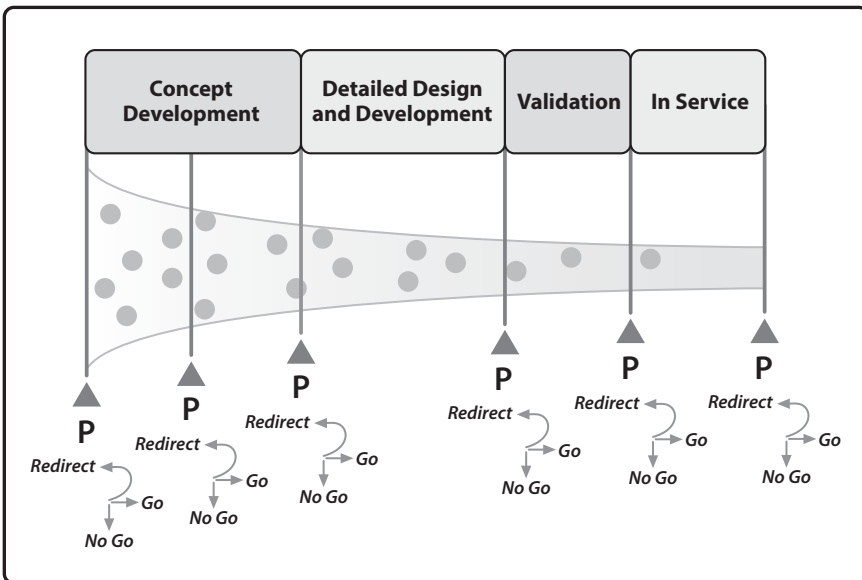 Concept
Development
Detailed Design
and Development
Validation
In Service
P
Redirect
Go
No Go
P
Redirect
Go
No Go
P
Redirect
Go
No Go
P
Redirect
Go
No Go
P
Redirect
Go
No Go
P
Redirect
Go
No Go